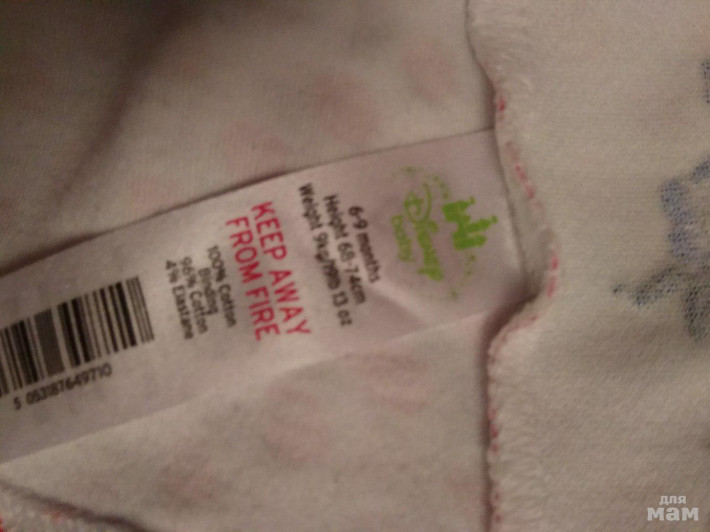 Disney
baby
6-9 months
Height 68-74cm
Weight 9kg/19lb 13 oz
KEEP AWAY
FROM FIRE
100% Cotton
Binding
96% Cotton
4% Elastane
5 053187649710
для
мам